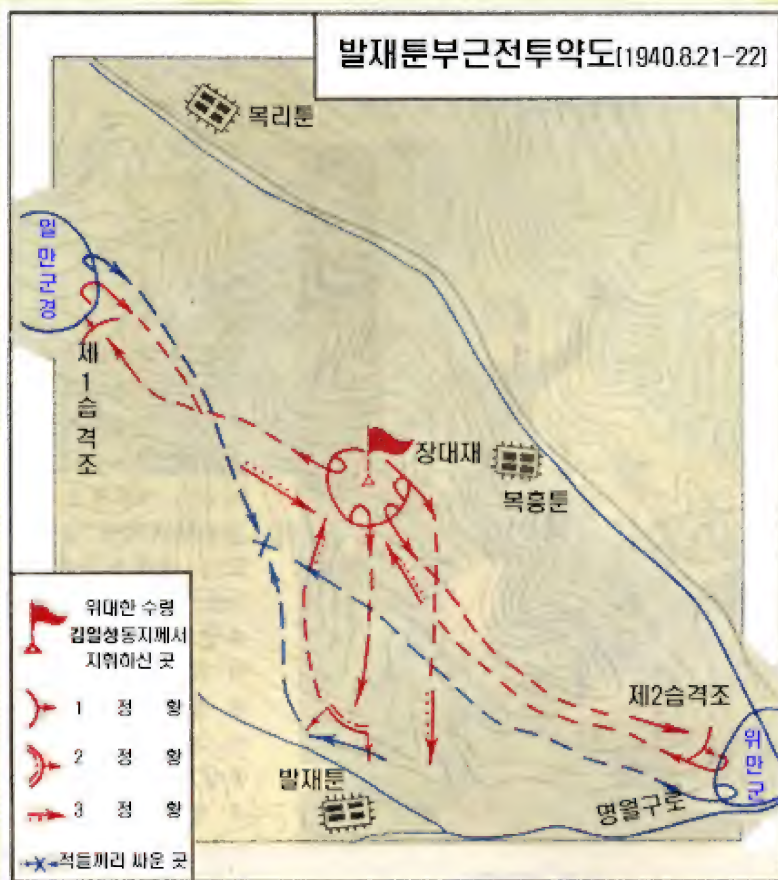 발재툰부근전투약도[1940.8.21-22]
복리툰
일만군경
제1습격조
장대재
복흥툰
제2습격조
위만군
발재툰
명월구도
위대한 수령
김일성동지께서
지휘하신 곳
1 정 황
2 정 황
3 정 황
적들끼리 싸운 곳